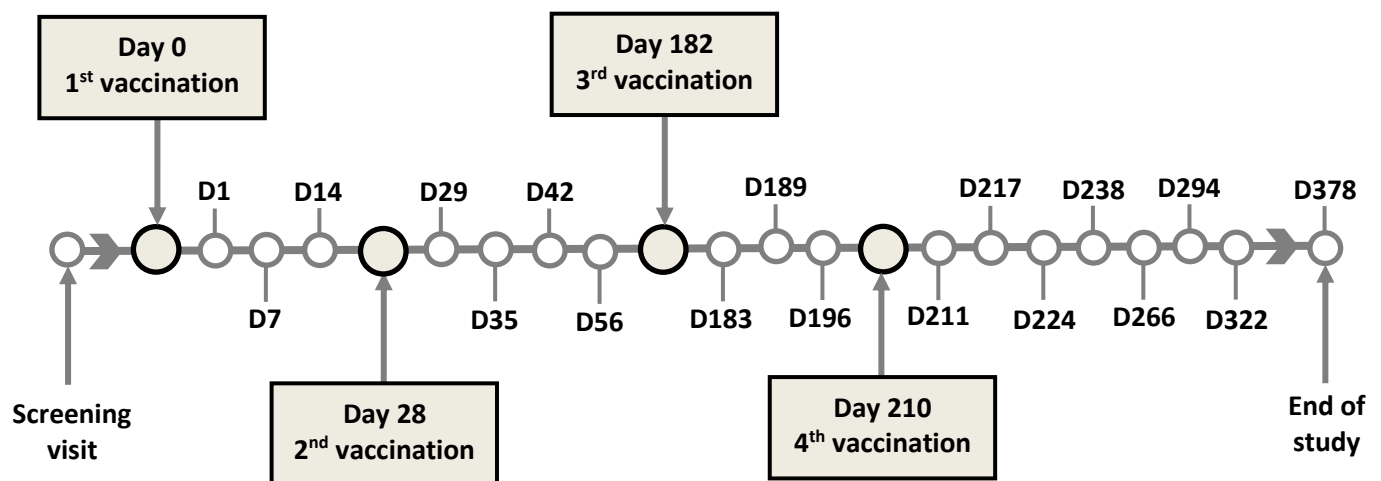 Day 0
1st vaccination
Day 182
3rd vaccination
D1
D14
D29
D42
D189
D217
D238
D294
D378
D7
D35
D56
D183
D196
D211
D224
D266
D322
Screening
visit
Day 28
2nd vaccination
Day 210
4th vaccination
End of
study